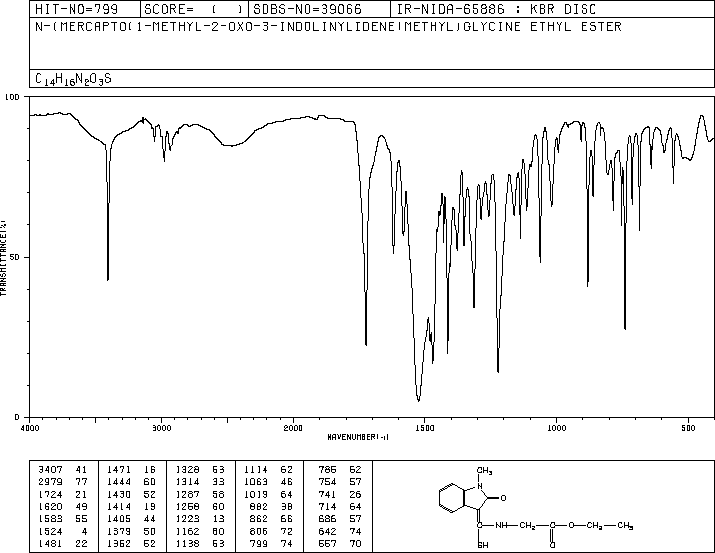 HIT-NO=799 SCORE= ( ) SDBS-NO=39066 IR-NIDA-65886 : KBR DISC
N-(MERCAPTO(1-METHYL-2-OXO-3-INDOLINYLIDENE)METHYL)GLYCINE ETHYL ESTER
C14H16N2O3S
100
50
0
TRANSMITTANCE(%)
4000 3000 2000 1500 1000 500
WAVENUMBER(-1)
3407 41 1471 16 1328 63 1114 62 786 62
2979 77 1444 60 1314 33 1063 46 754 57
1724 21 1430 52 1287 58 1019 64 741 26
1620 49 1414 19 1258 60 882 38 714 64
1583 55 1405 44 1223 13 862 66 686 57
1524 4 1379 50 1162 60 806 72 642 74
1481 22 1362 52 1138 53 799 74 557 70
CH3
N
O
C NH CH2 C O CH2 CH3
SH O